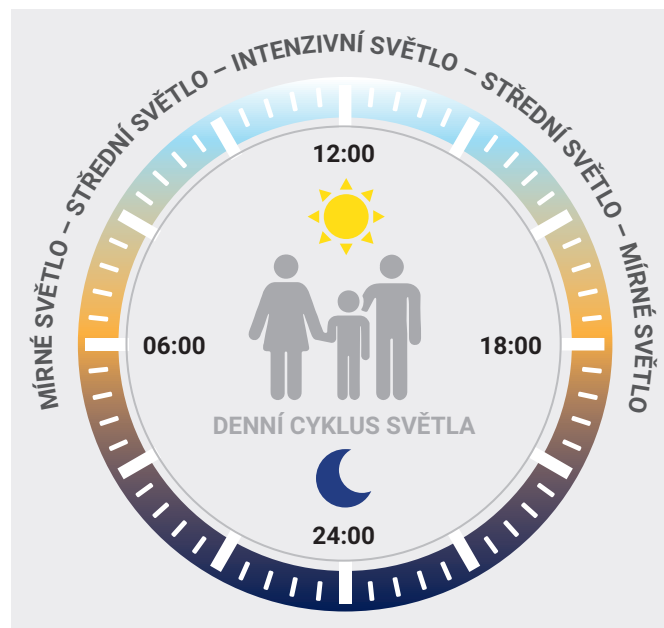 MÍRNÉ SVĚTLO – STŘEDNÍ SVĚTLO – INTENZIVNÍ SVĚTLO – STŘEDNÍ SVĚTLO – MÍRNÉ SVĚTLO
12:00
06:00
18:00
DENNÍ CYKLUS SVĚTLA
24:00